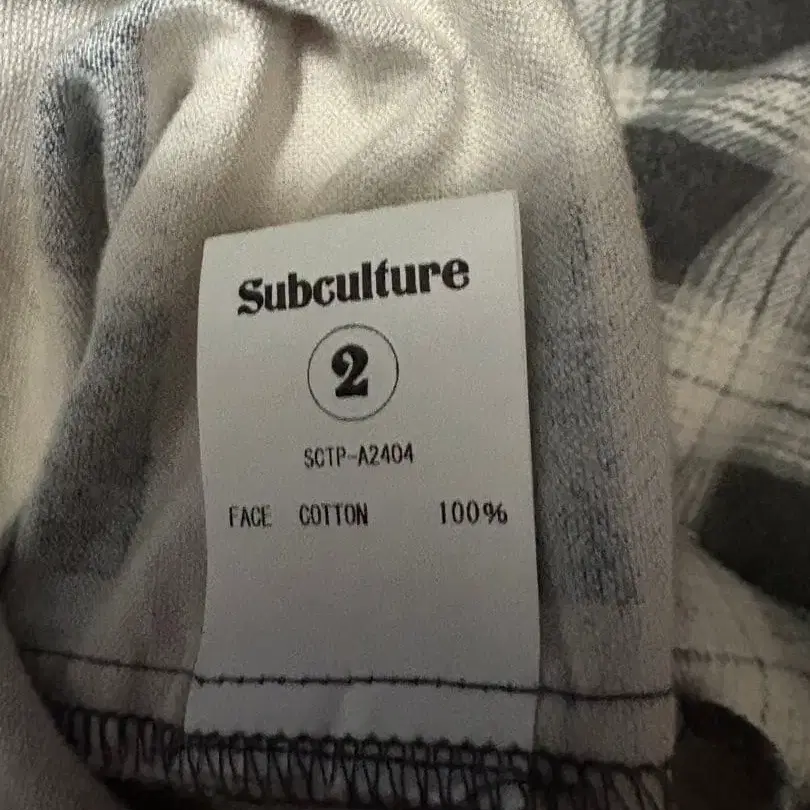 Subculture
2
SCTP-A2404
FACE COTTON 100%